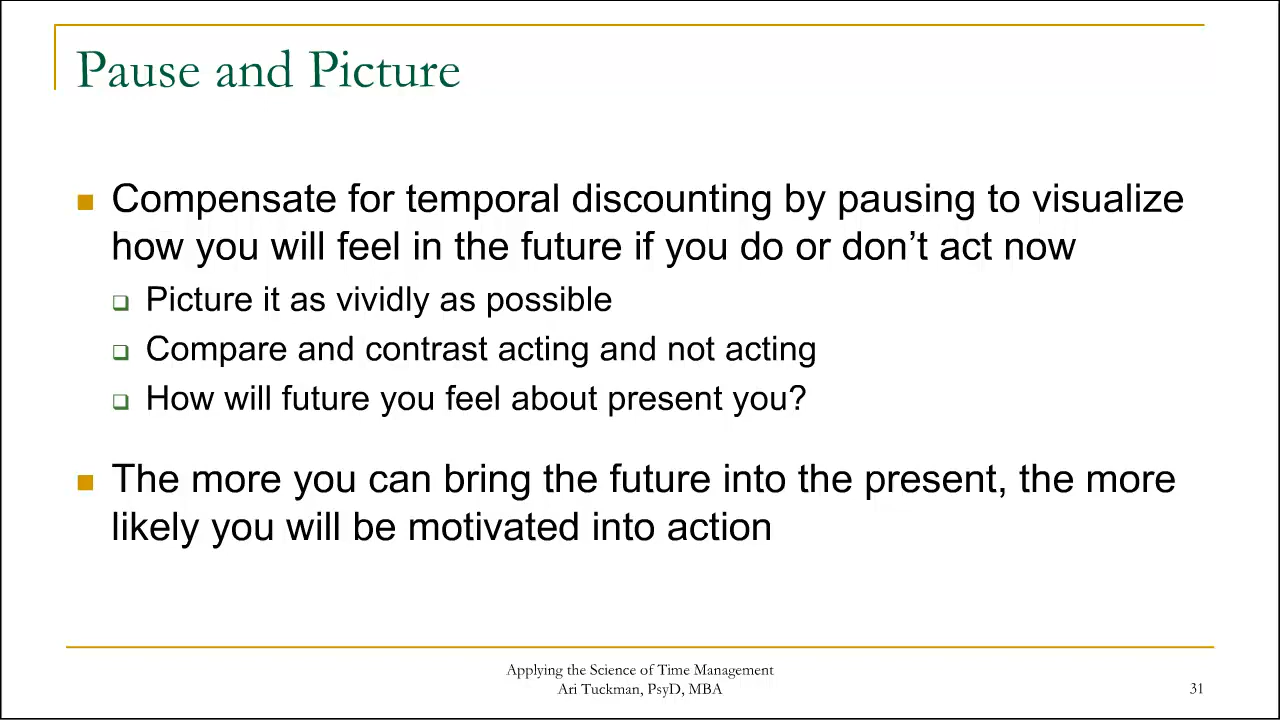 Pause and Picture
Compensate for temporal discounting by pausing to visualize
how you will feel in the future if you do or don’t act now
Picture it as vividly as possible
Compare and contrast acting and not acting
How will future you feel about present you?
The more you can bring the future into the present, the more
likely you will be motivated into action
Applying the Science of Time Management
Ari Tuckman, PsyD, MBA
31